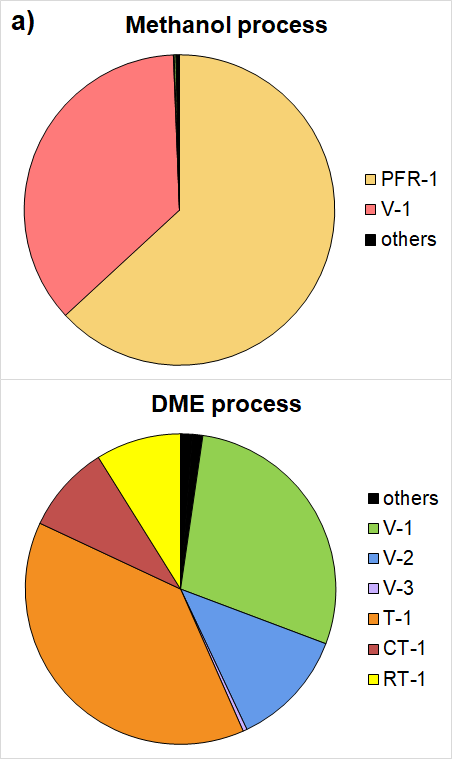 a)
Methanol process
PFR-1
V-1
others
DME process
others
V-1
V-2
V-3
T-1
CT-1
RT-1